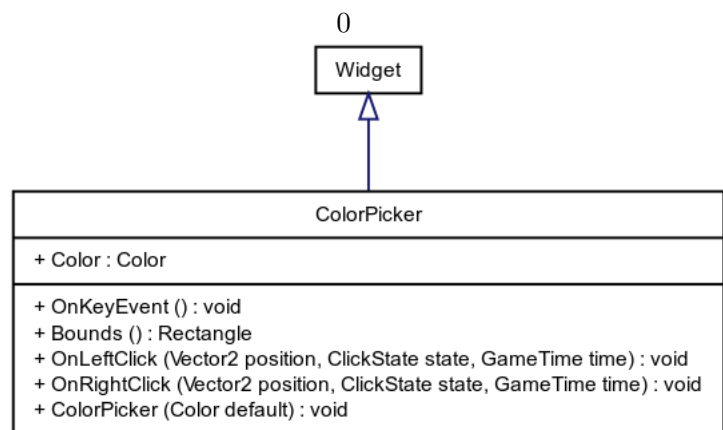 0
Widget
ColorPicker
+ Color : Color
+ OnKeyEvent () : void
+ Bounds () : Rectangle
+ OnLeftClick (Vector2 position, ClickState state, GameTime time) : void
+ OnRightClick (Vector2 position, ClickState state, GameTime time) : void
+ ColorPicker (Color default) : void